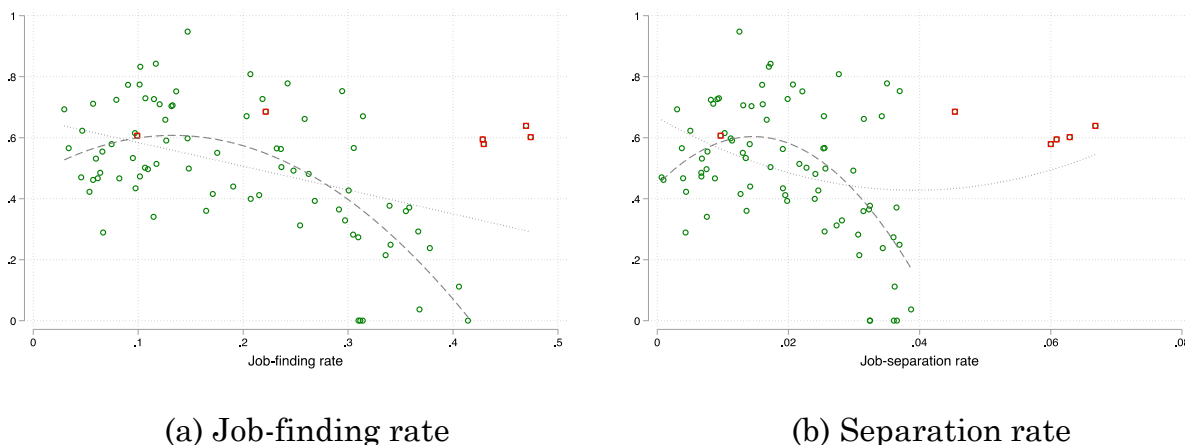 1
.8
.6
.4
.2
0
0 .1 .2 .3 .4 .5
Job-finding rate
(a) Job-finding rate
1
.8
.6
.4
.2
0
0 .02 .04 .06 .08
Job-separation rate
(b) Separation rate